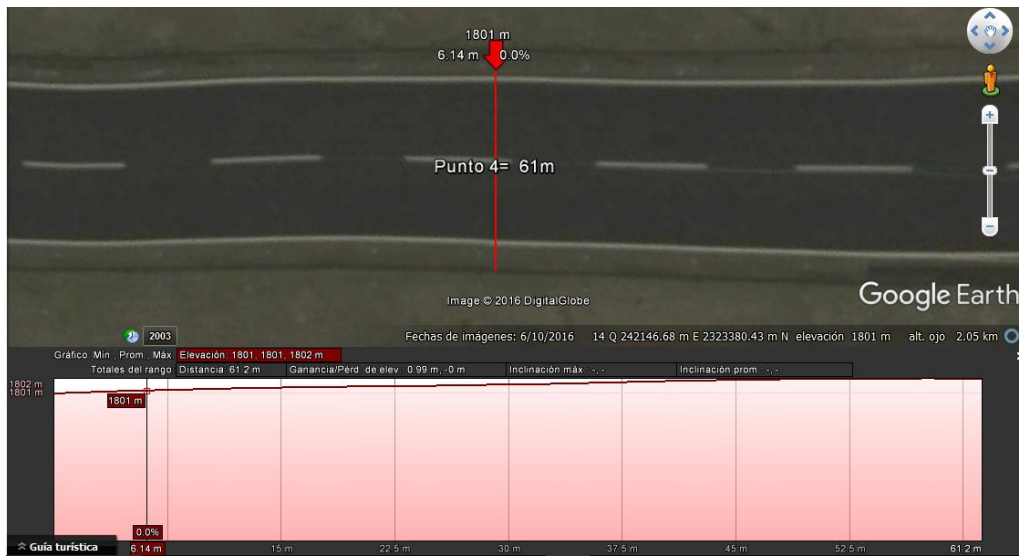 1801 m
6.14 m 0.0%
Punto 4= 61m
Image © 2016 DigitalGlobe
Google Earth
2003
Fechas de imágenes: 6/10/2016 14 Q 242146.68 m E 2323380.43 m N elevación 1801 m alt. ojo 2.05 km
Gráfico: Mín., Prom., Máx. Elevación: 1801, 1801, 1802 m
Totales del rango: Distancia: 61.2 m Ganancia/Pérd. de elev.: 0.99 m, -0 m Inclinación máx.: -, - Inclinación prom.: -, -
1802 m
1801 m
1801 m
0.0%
Guía turística
6.14 m 15 m 22.5 m 30 m 37.5 m 45 m 52.5 m 61.2 m